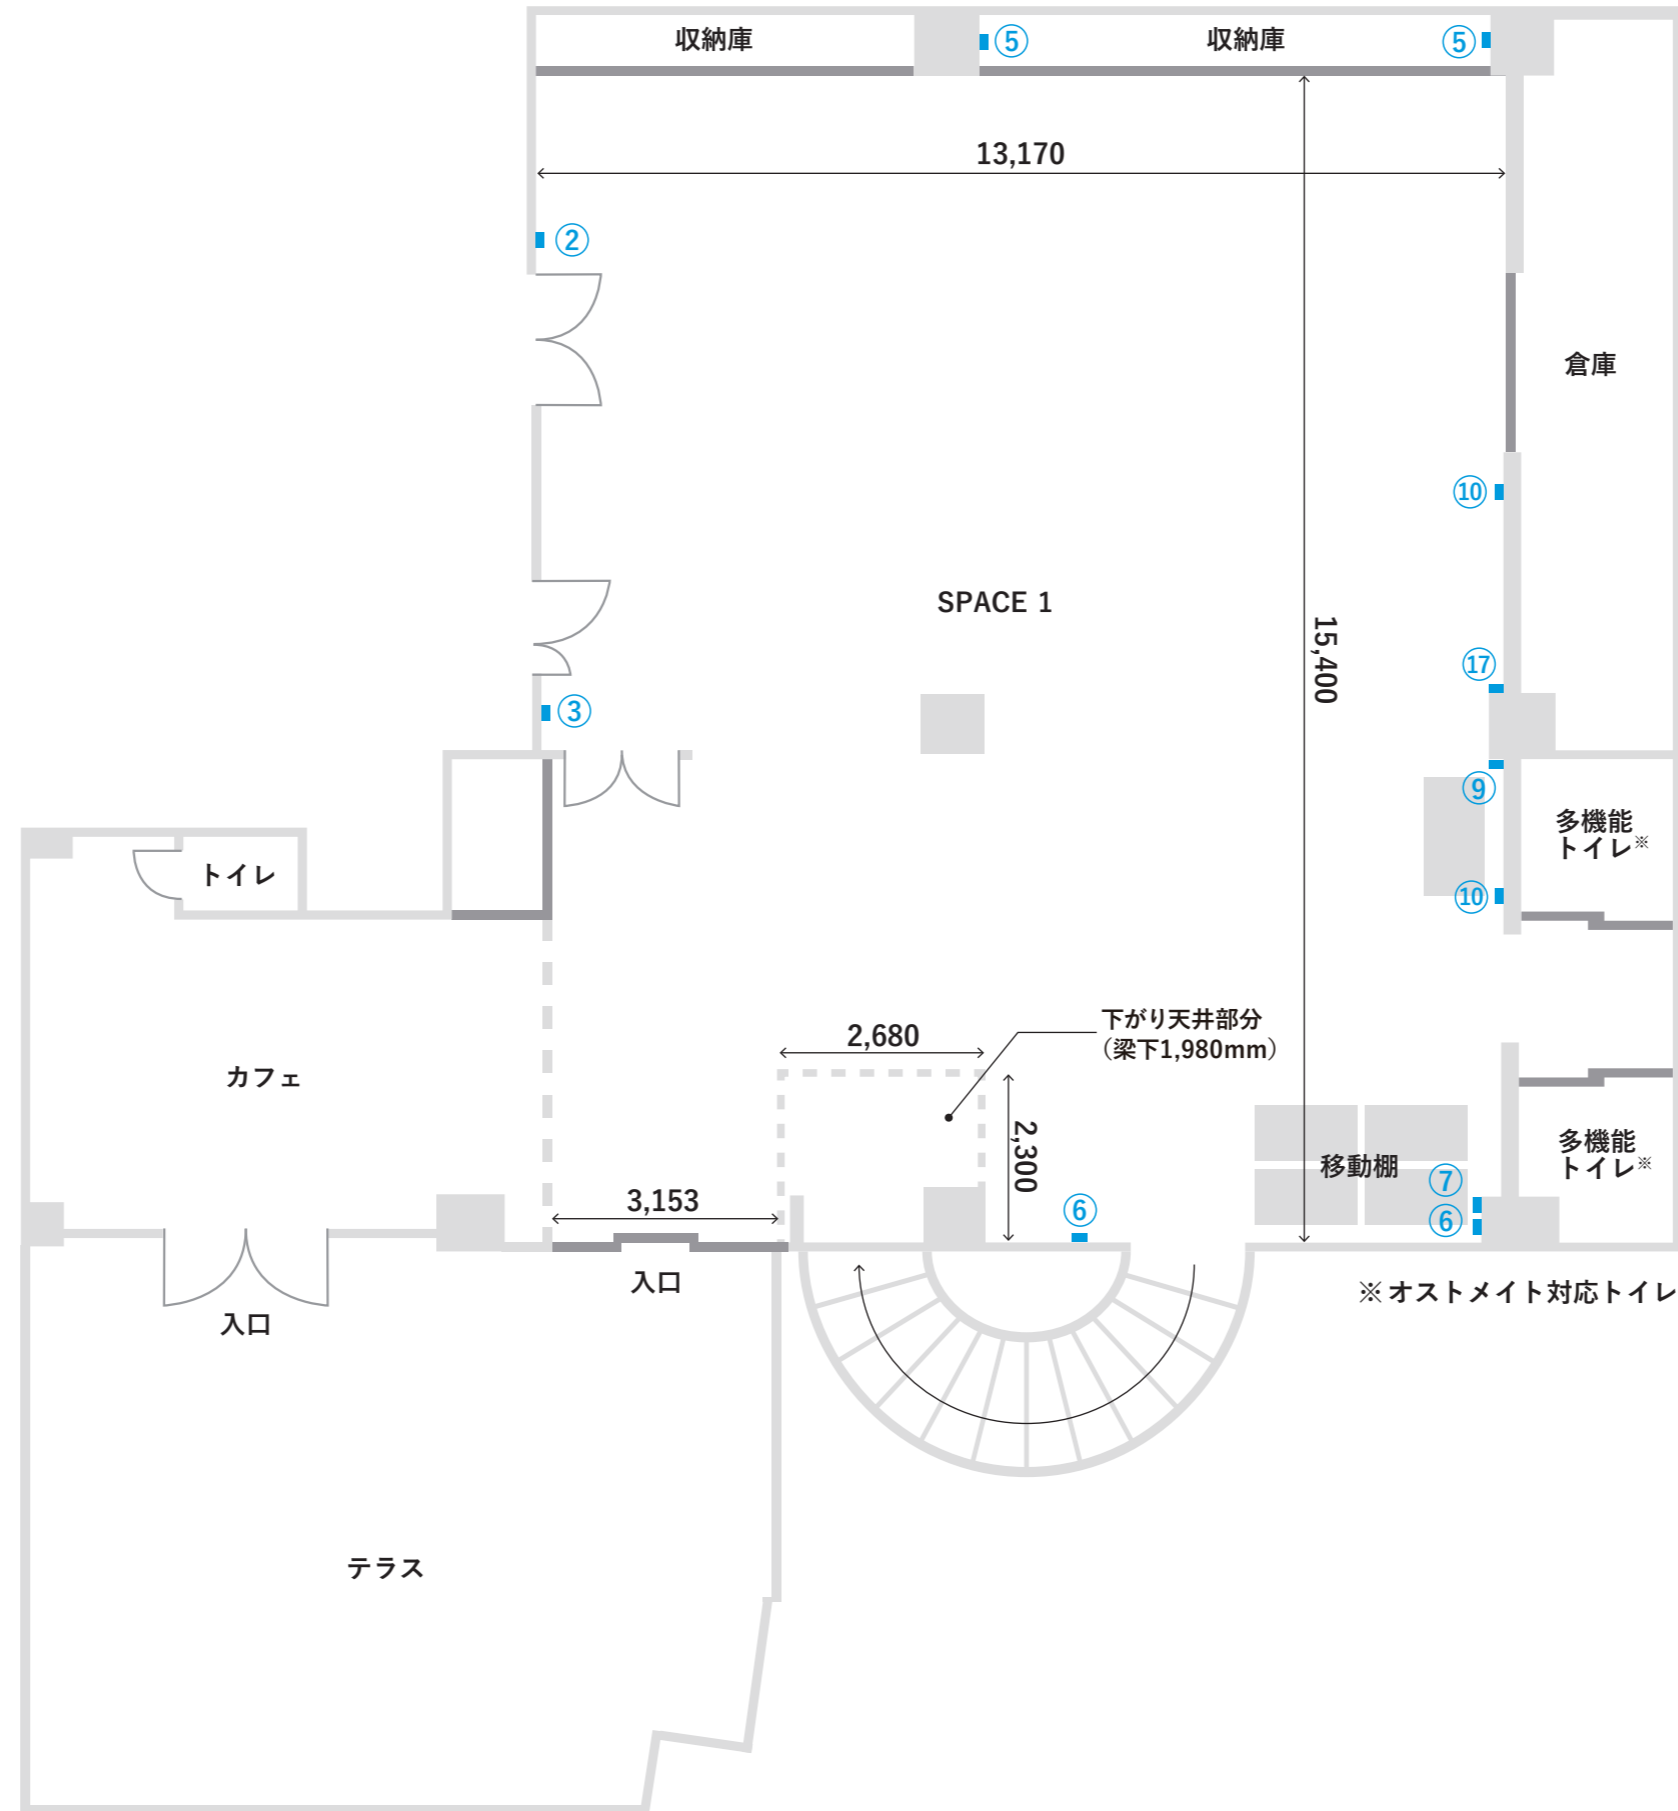 収納庫
⑤
収納庫
⑤
13,170
②
倉庫
⑩
SPACE 1
15,400
⑰
③
⑨
多機能
トイレ※
トイレ
⑩
下がり天井部分
（梁下1,980mm）
2,680
カフェ
2,300
多機能
トイレ※
移動棚
⑦
3,153
⑥
⑥
入口
※オストメイト対応トイレ
入口
テラス